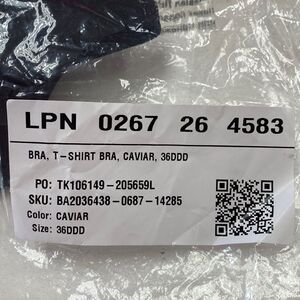 LPN 0267 26 4583
BRA, T-SHIRT BRA, CAVIAR, 36DDD
PO: TK106149-205659L
SKU: BA2036438-0687-14285
Color: CAVIAR
Size: 36DDD